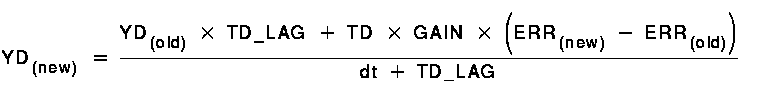 YD(new) = YD(old) × TD_LAG + TD × GAIN × (ERR(new) − ERR(old))
dt + TD_LAG